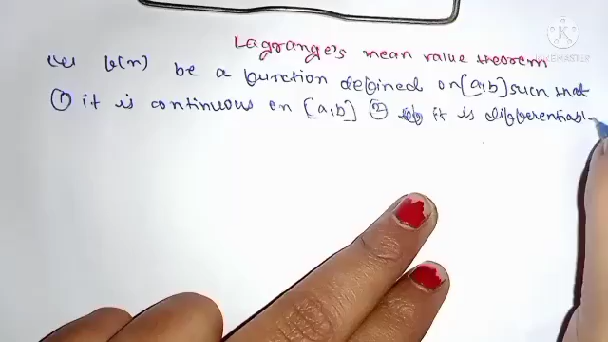 KINEMASTER
Lagrange's mean value theorem
Let f(x) be a function defined on [a,b] such that
① it is continuous on [a,b] ② it is differentiabl